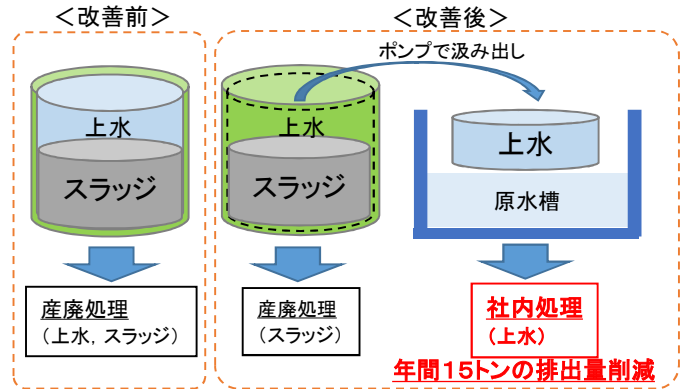 ＜改善前＞
上水
スラッジ
産廃処理
（上水，スラッジ）
＜改善後＞
ポンプで汲み出し
上水
スラッジ
産廃処理
（スラッジ）
上水
原水槽
社内処理
（上水）
年間１５トンの排出量削減